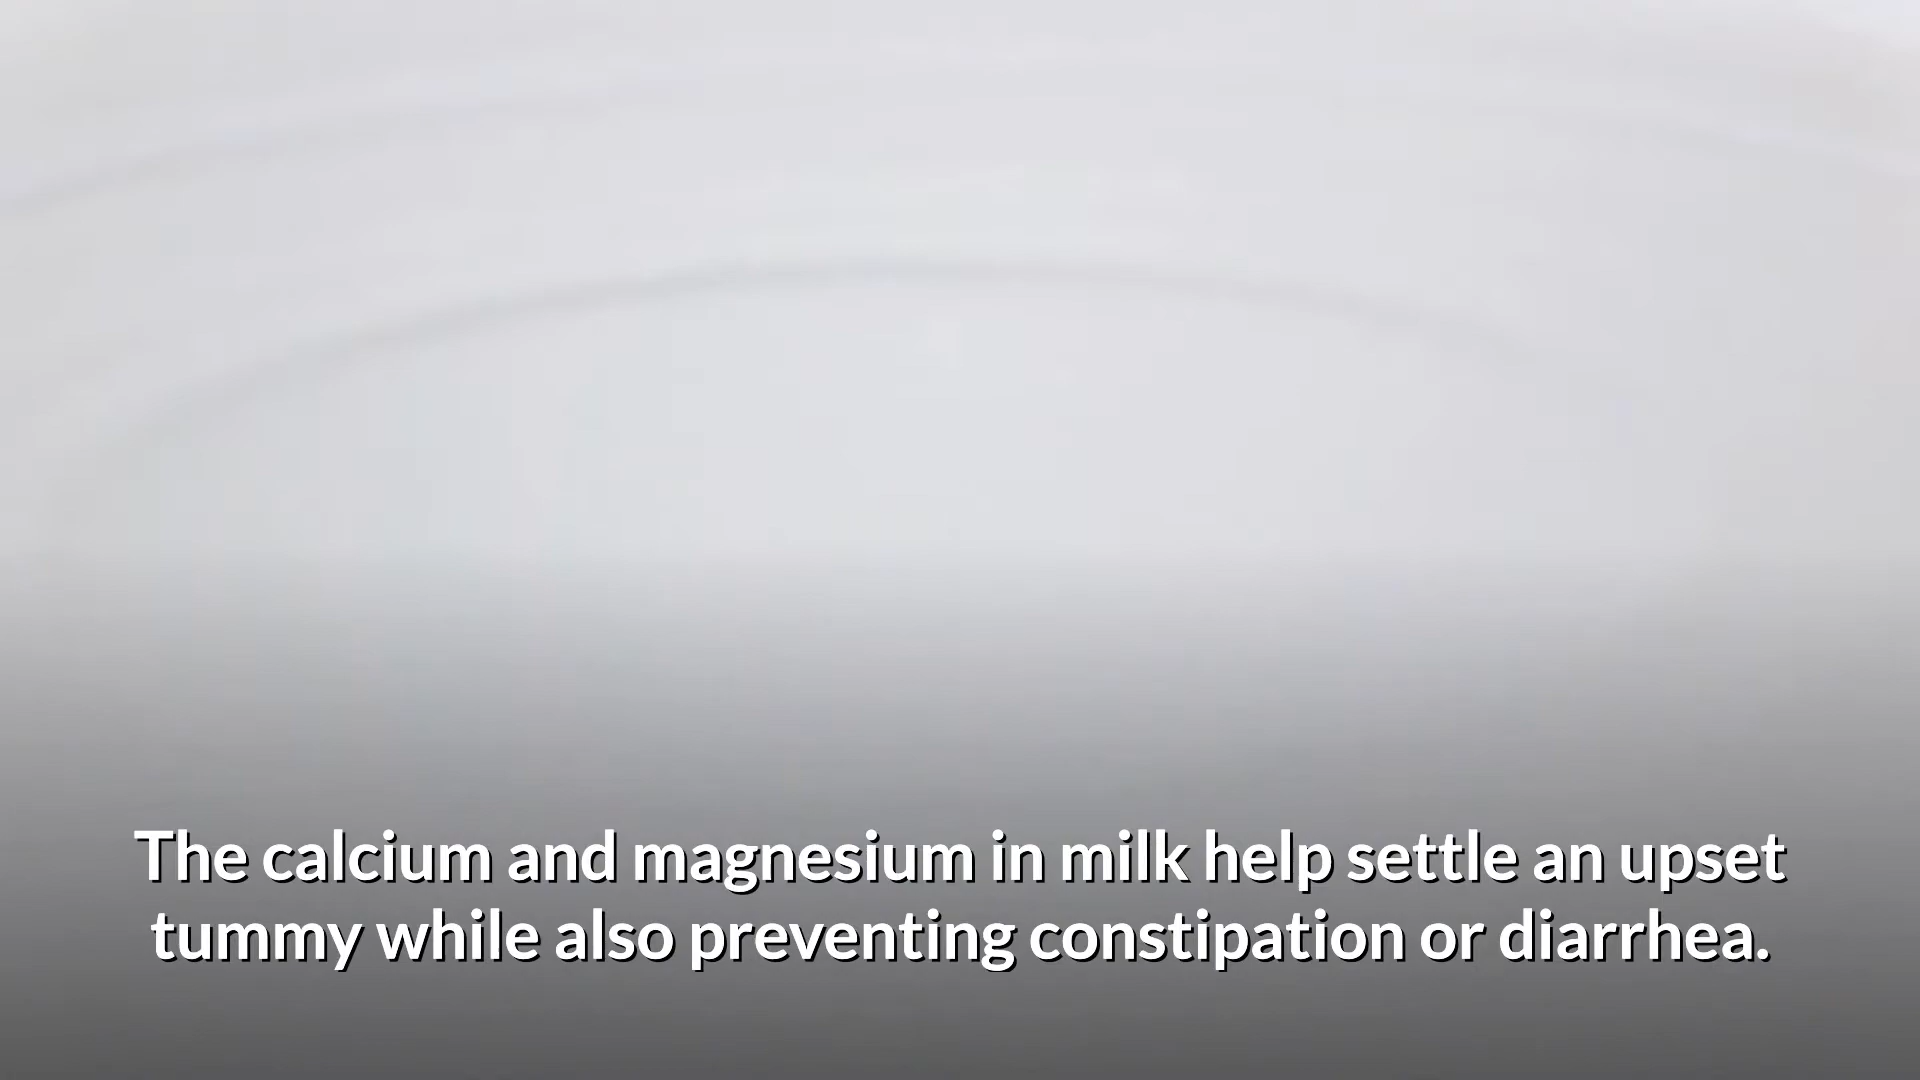 The calcium and magnesium in milk help settle an upset
tummy while also preventing constipation or diarrhea.